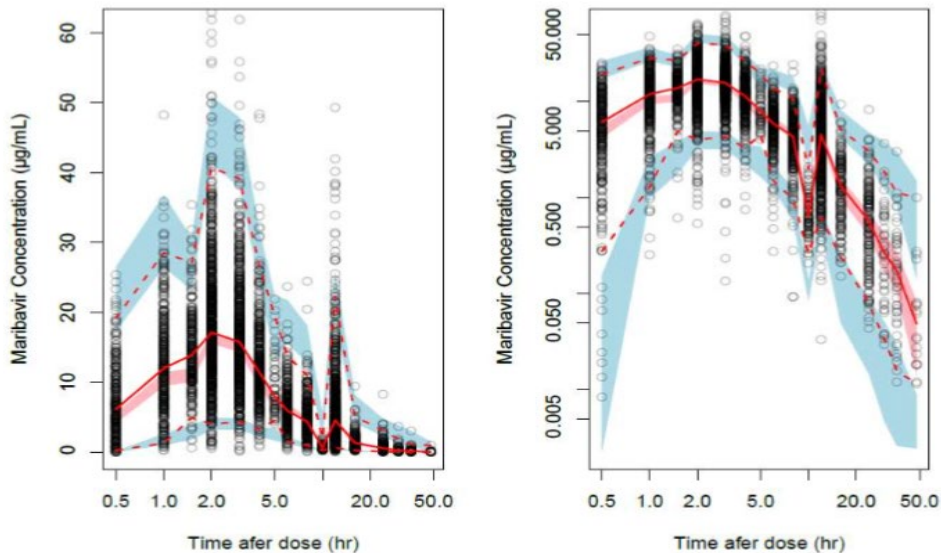 Maribavir Concentration (µg/mL)
60
50
40
30
20
10
0
0.5 1.0 2.0 5.0 20.0 50.0
Time afer dose (hr)
Maribavir Concentration (µg/mL)
50.000
5.000
0.500
0.050
0.005
0.5 1.0 2.0 5.0 20.0 50.0
Time afer dose (hr)